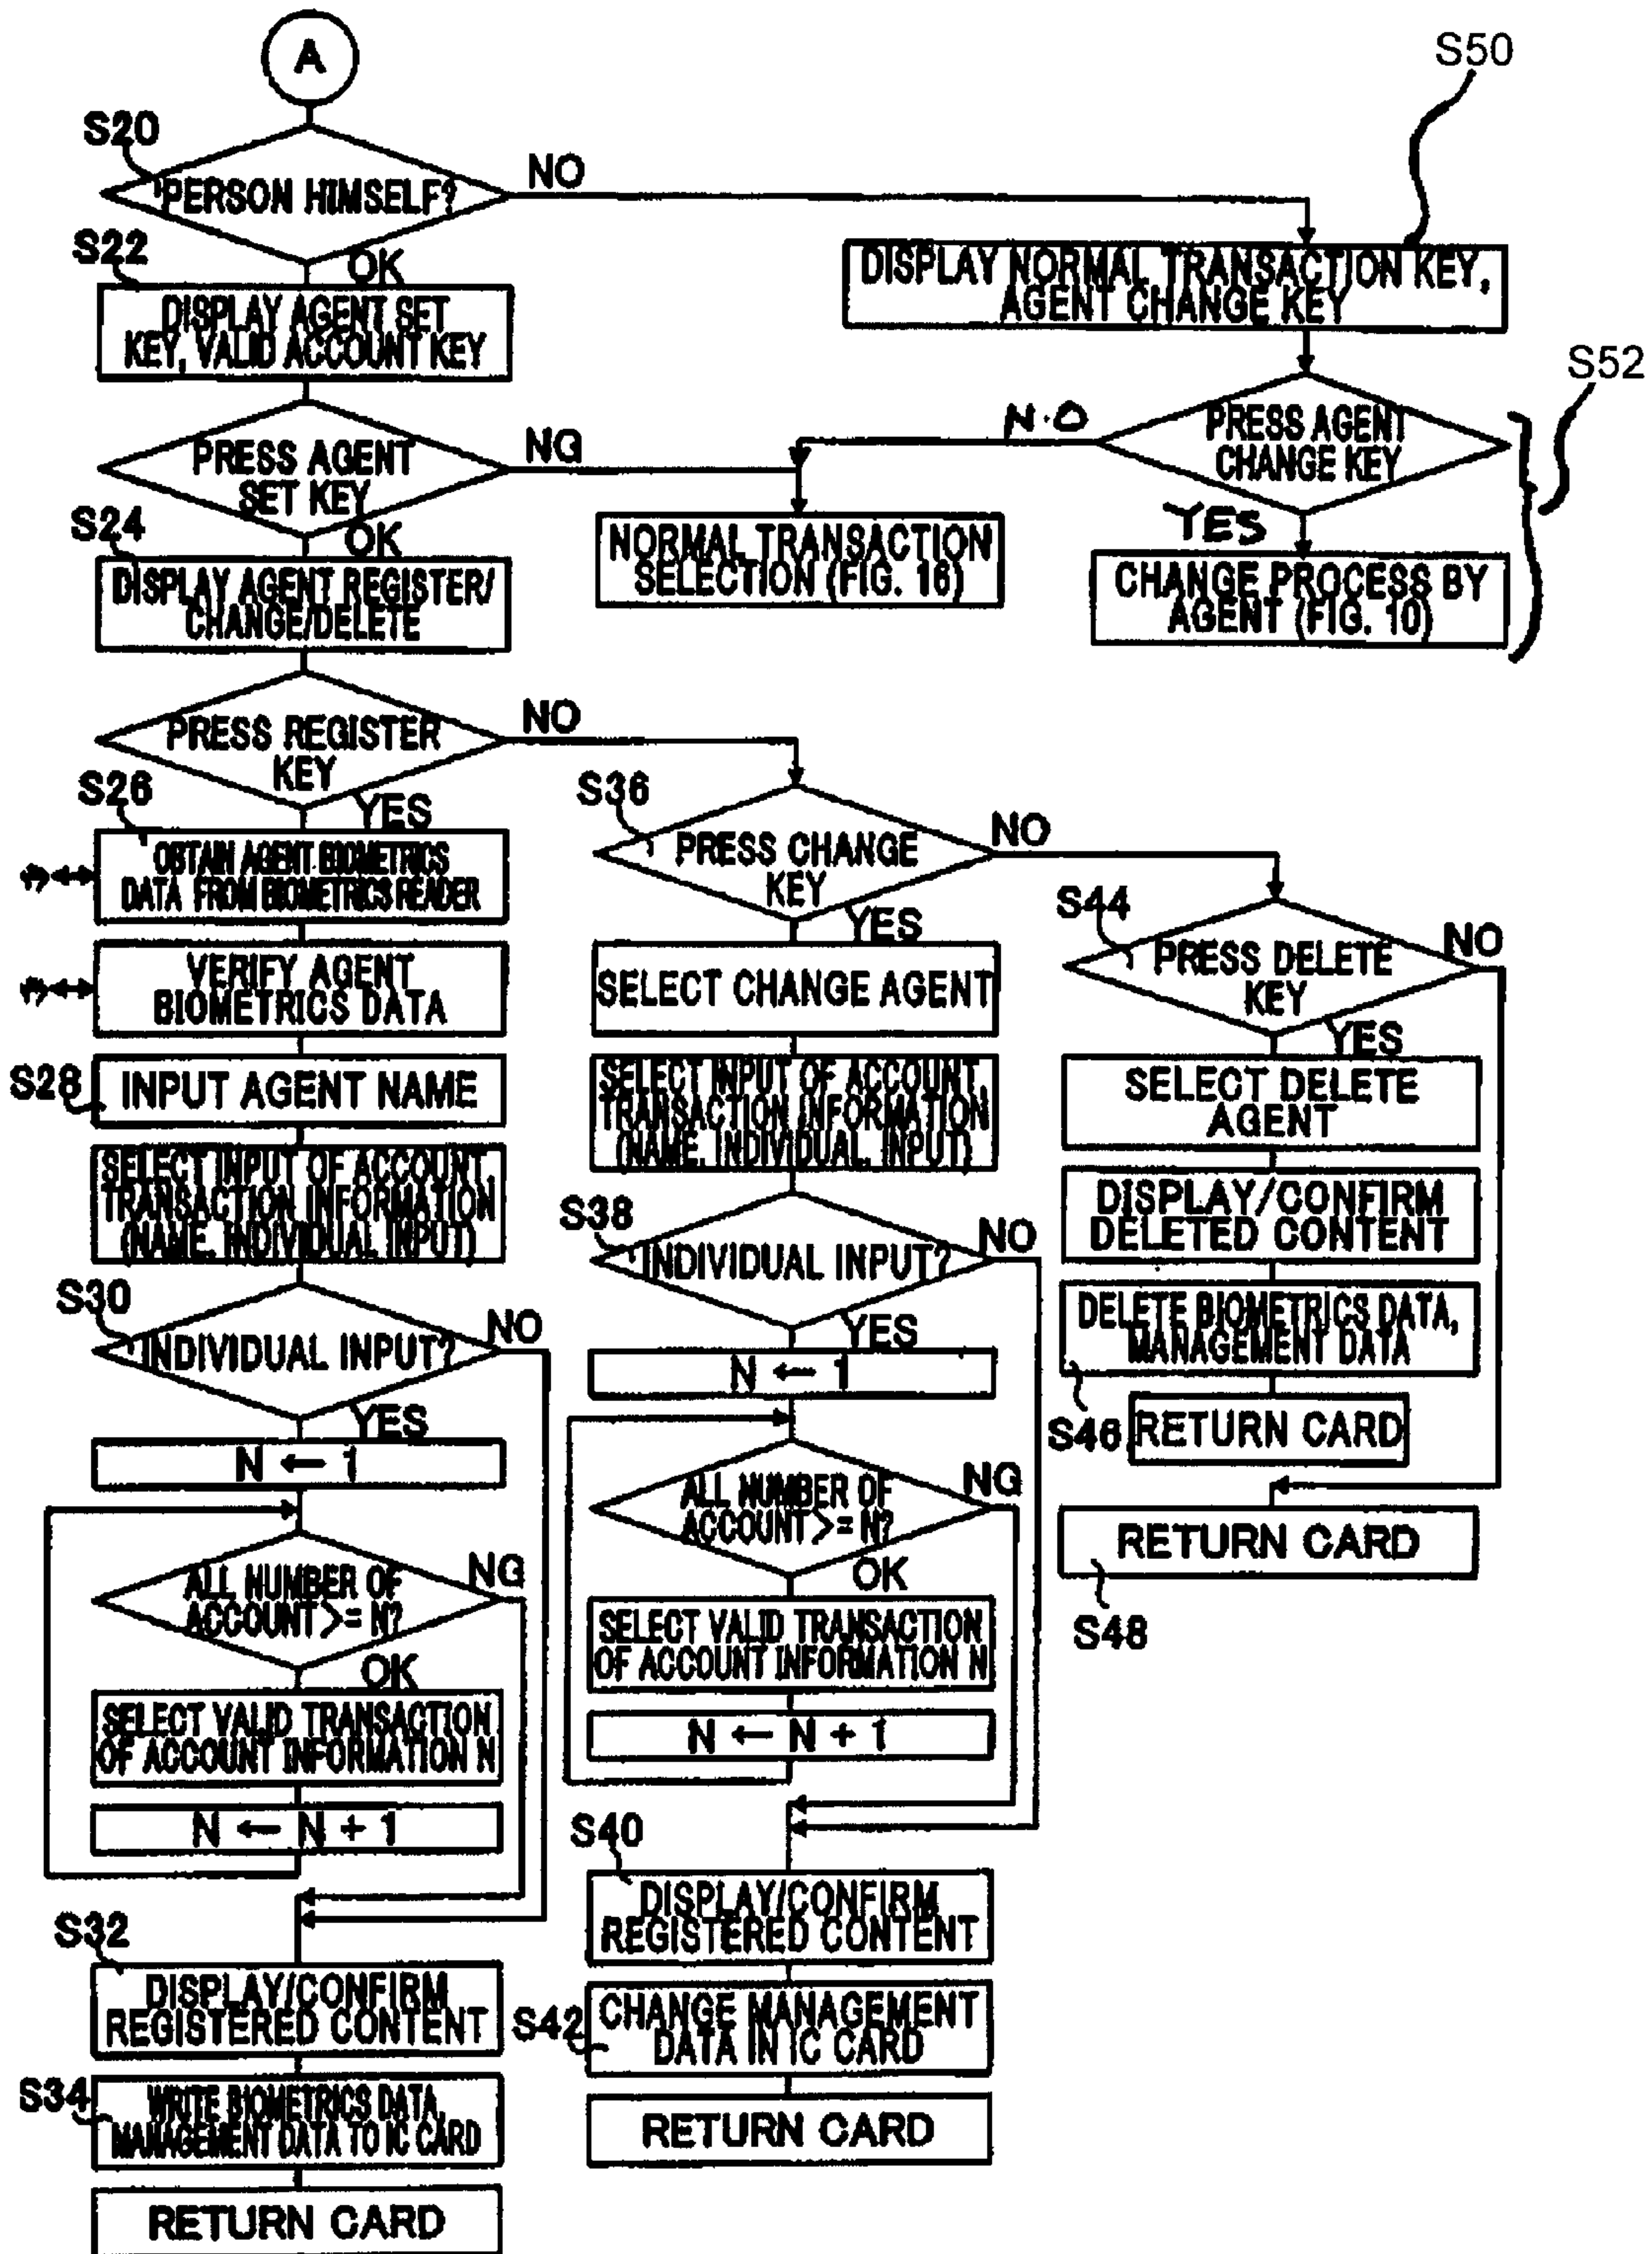 A
S50
S20
PERSON HIMSELF?
NO
S22
OK
DISPLAY AGENT SET
KEY, VALID ACCOUNT KEY
DISPLAY NORMAL TRANSACTION KEY,
AGENT CHANGE KEY
S52
PRESS AGENT
SET KEY
NG
N.O
PRESS AGENT
CHANGE KEY
YES
S24
OK
DISPLAY AGENT REGISTER/
CHANGE/DELETE
NORMAL TRANSACTION
SELECTION (FIG. 16)
CHANGE PROCESS BY
AGENT (FIG. 10)
PRESS REGISTER
KEY
NO
S26
YES
OBTAIN AGENT BIOMETRICS
DATA FROM BIOMETRICS READER
VERIFY AGENT
BIOMETRICS DATA
S28
INPUT AGENT NAME
SELECT INPUT OF ACCOUNT,
TRANSACTION INFORMATION
(NAME, INDIVIDUAL INPUT)
S30
INDIVIDUAL INPUT?
NO
YES
N ← 1
ALL NUMBER OF
ACCOUNT >= N?
NG
OK
SELECT VALID TRANSACTION
OF ACCOUNT INFORMATION N
N ← N + 1
S32
DISPLAY/CONFIRM
REGISTERED CONTENT
S34
WRITE BIOMETRICS DATA,
MANAGEMENT DATA TO IC CARD
RETURN CARD
S36
PRESS CHANGE
KEY
NO
YES
SELECT CHANGE AGENT
SELECT INPUT OF ACCOUNT,
TRANSACTION INFORMATION
(NAME. INDIVIDUAL. INPUT)
S38
INDIVIDUAL INPUT?
NO
YES
N ← 1
ALL NUMBER OF
ACCOUNT >= N?
NG
OK
SELECT VALID TRANSACTION
OF ACCOUNT INFORMATION N
N ← N + 1
S40
DISPLAY/CONFIRM
REGISTERED CONTENT
S42
CHANGE MANAGEMENT
DATA IN IC CARD
RETURN CARD
S44
PRESS DELETE
KEY
NO
YES
SELECT DELETE
AGENT
DISPLAY/CONFIRM
DELETED CONTENT
DELETE BIOMETRICS DATA,
MANAGEMENT DATA
S46
RETURN CARD
RETURN CARD
S48